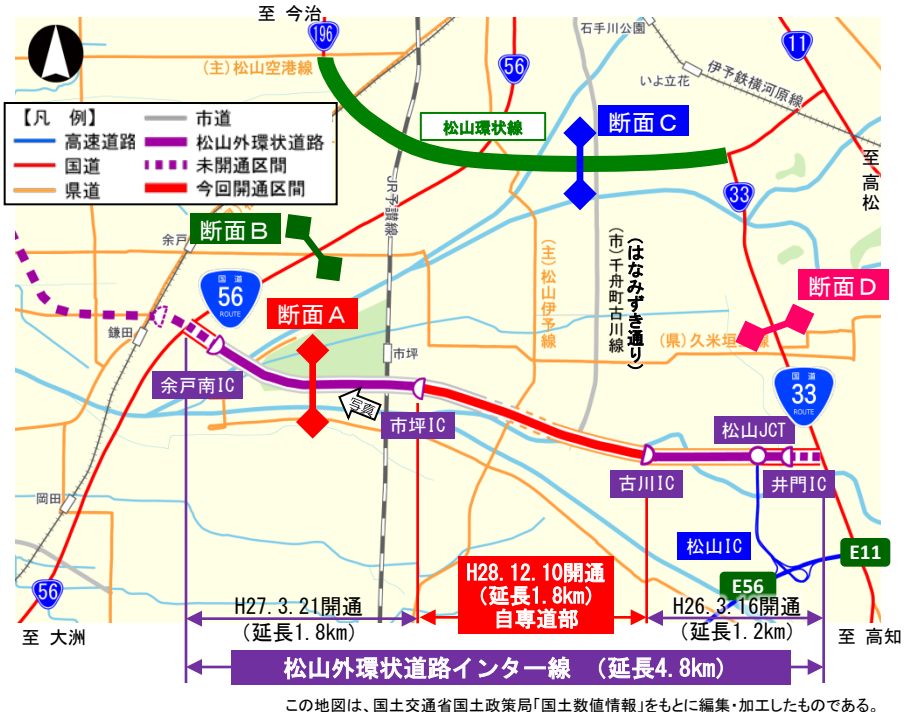 至 今治
196
石手川公園
11
(主)松山空港線
56
いよ立花
伊予鉄横河原線
【凡 例】
市道
高速道路
松山外環状道路
国道
未開通区間
県道
今回開通区間
松山環状線
断面C
至 高松
JR予讃線
33
余戸
断面B
(主)松山伊予線
(市)千舟町古川線
(はなみずき通り)
国道
56
ROUTE
断面A
断面D
鎌田
市坪
(県)久米垣
線
余戸南IC
写真
市坪IC
国道
33
ROUTE
松山JCT
古川IC
井門IC
岡田
松山IC
E11
E56
56
H28.12.10開通
(延長1.8km)
自専道部
H27.3.21開通
(延長1.8km)
H26.3.16開通
(延長1.2km)
至 大洲
至 高知
松山外環状道路インター線 (延長4.8km)
この地図は、国土交通省国土政策局「国土数値情報」をもとに編集・加工したものである。